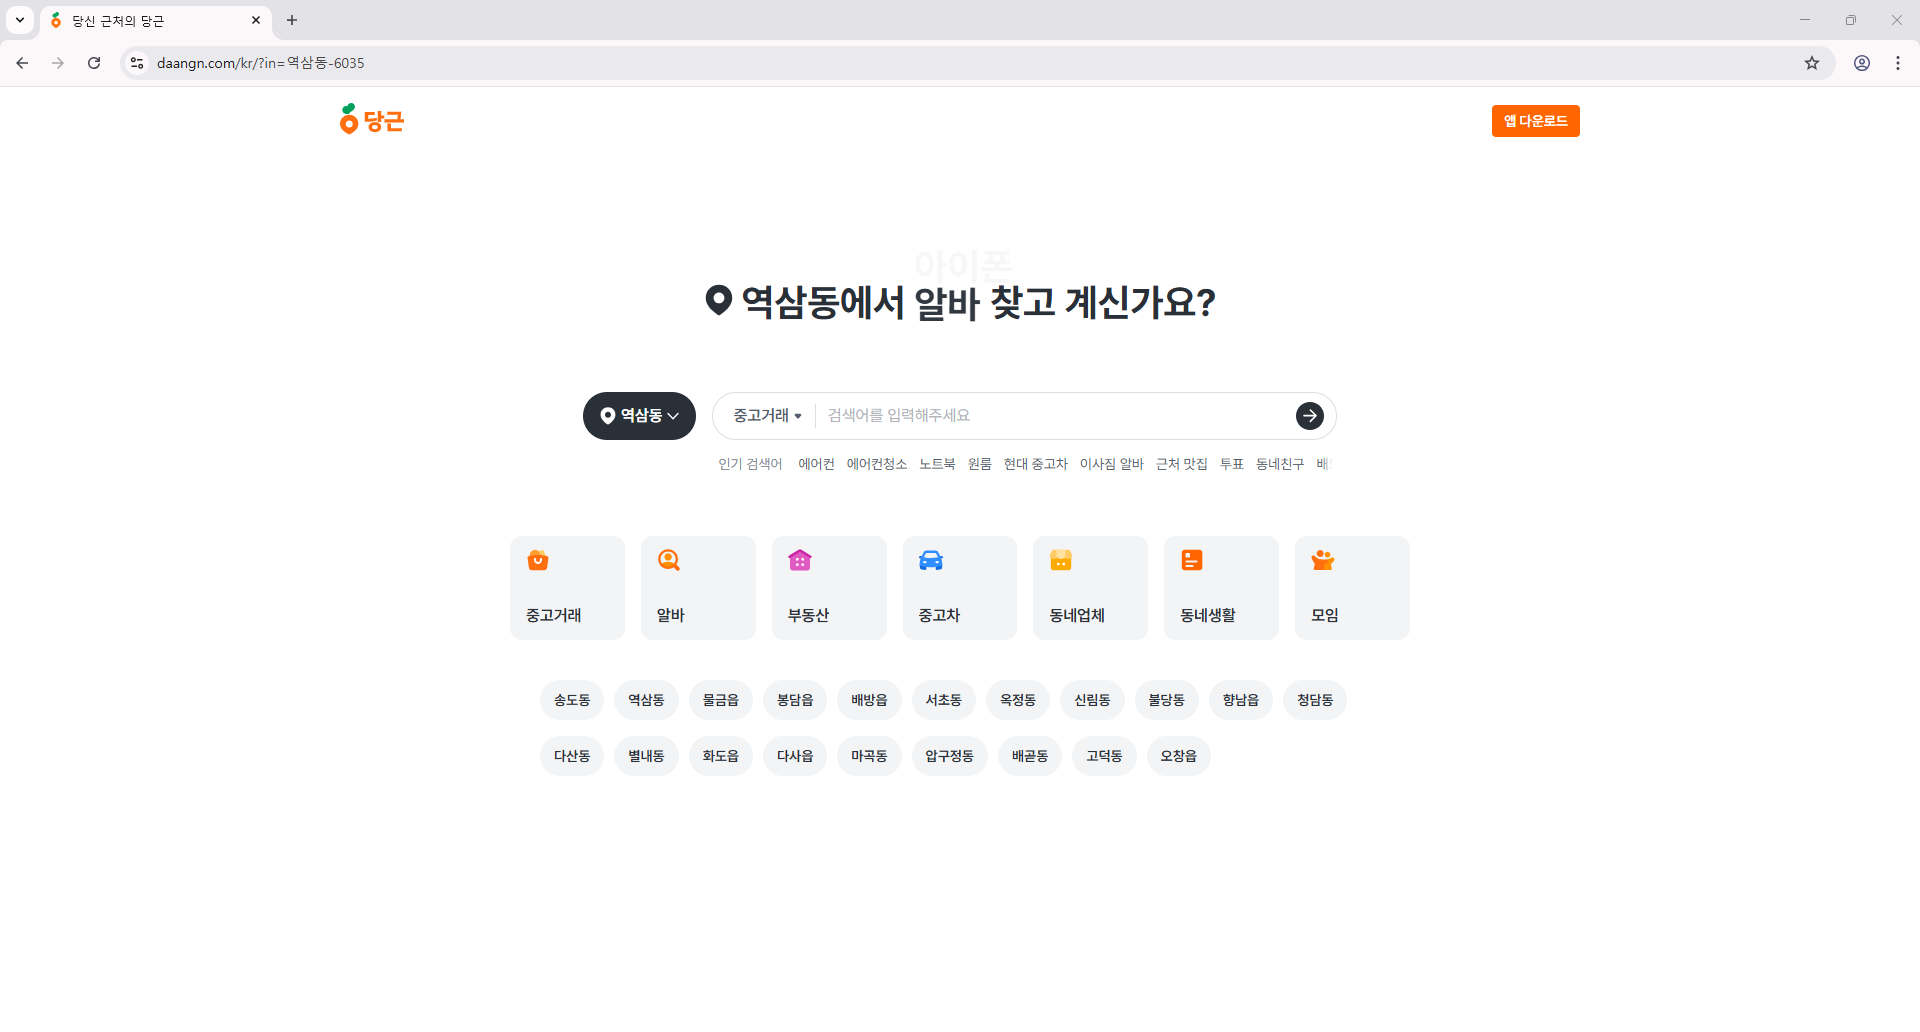 당신 근처의 당근
daangn.com/kr/?in=역삼동-6035
당근
앱 다운로드
아이폰
역삼동에서 알바 찾고 계신가요?
역삼동 중고거래 검색어를 입력해주세요
인기 검색어 에어컨 에어컨청소 노트북 원룸 현대 중고차 이사짐 알바 근처 맛집 투표 동네친구
중고거래 알바 부동산 중고차 동네업체 동네생활 모임
송도동 역삼동 물금읍 봉담읍 배방읍 서초동 옥정동 신림동 불당동 향남읍 청담동
다산동 별내동 화도읍 다사읍 마곡동 압구정동 배곧동 고덕동 오창읍